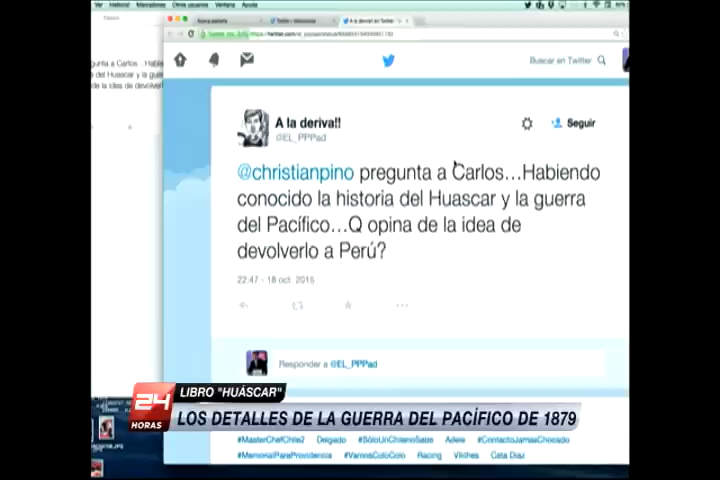 Buscar en Twitter
A la deriva!!
@EL_PPPad
Seguir
@christianpino pregunta a Carlos...Habiendo
conocido la historia del Huascar y la guerra
del Pacífico...Q opina de la idea de
devolverlo a Perú?
22:47 - 18 oct. 2015
Responder a @EL_PPPad
24
HORAS
LIBRO "HUÁSCAR"
LOS DETALLES DE LA GUERRA DEL PACÍFICO DE 1879
#MasterChefChile2 Delgado #SóloUnChilenoSabe Adele #ContactoJamasChocado
#MemorialPareProvidencia #VamosColoColo Racing Vilches Cata Díaz